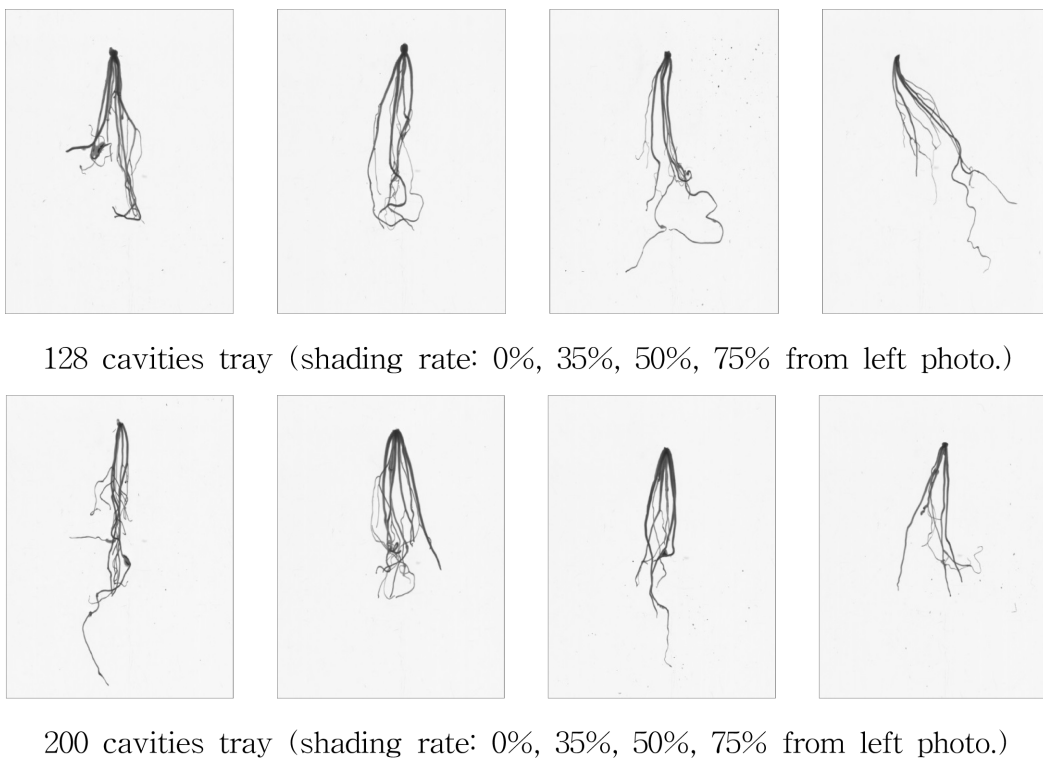 128 cavities tray (shading rate: 0%, 35%, 50%, 75% from left photo.)
200 cavities tray (shading rate: 0%, 35%, 50%, 75% from left photo.)